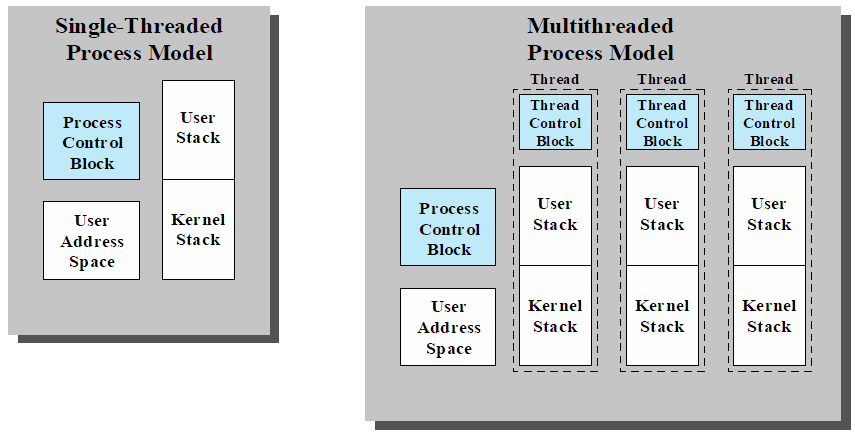 Single-Threaded
Process Model
Process
Control
Block
User
Stack
User
Address
Space
Kernel
Stack
Multithreaded
Process Model
Thread
Thread
Thread
Thread
Control
Block
Thread
Control
Block
Thread
Control
Block
Process
Control
Block
User
Stack
User
Stack
User
Stack
User
Address
Space
Kernel
Stack
Kernel
Stack
Kernel
Stack